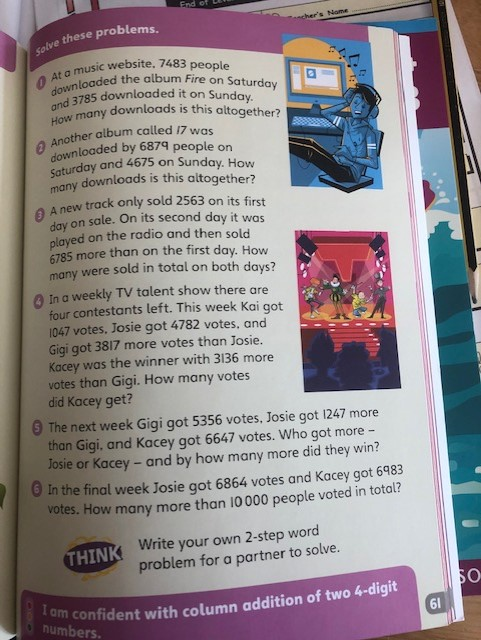 End of Leve
cher's Name
Solve these problems.
1 At a music website, 7483 people
downloaded the album Fire on Saturday
and 3785 downloaded it on Sunday.
How many downloads is this altogether?
2 Another album called 17 was
downloaded by 6879 people on
Saturday and 4675 on Sunday. How
many downloads is this altogether?
3 A new track only sold 2563 on its first
day on sale. On its second day it was
played on the radio and then sold
6785 more than on the first day. How
many were sold in total on both days?
4 In a weekly TV talent show there are
four contestants left. This week Kai got
1047 votes, Josie got 4782 votes, and
Gigi got 3817 more votes than Josie.
Kacey was the winner with 3136 more
votes than Gigi. How many votes
did Kacey get?
5 The next week Gigi got 5356 votes, Josie got 1247 more
than Gigi, and Kacey got 6647 votes. Who got more –
Josie or Kacey – and by how many more did they win?
6 In the final week Josie got 6864 votes and Kacey got 6983
votes. How many more than 10 000 people voted in total?
THINK
Write your own 2-step word
problem for a partner to solve.
I am confident with column addition of two 4-digit
numbers.
61
SO